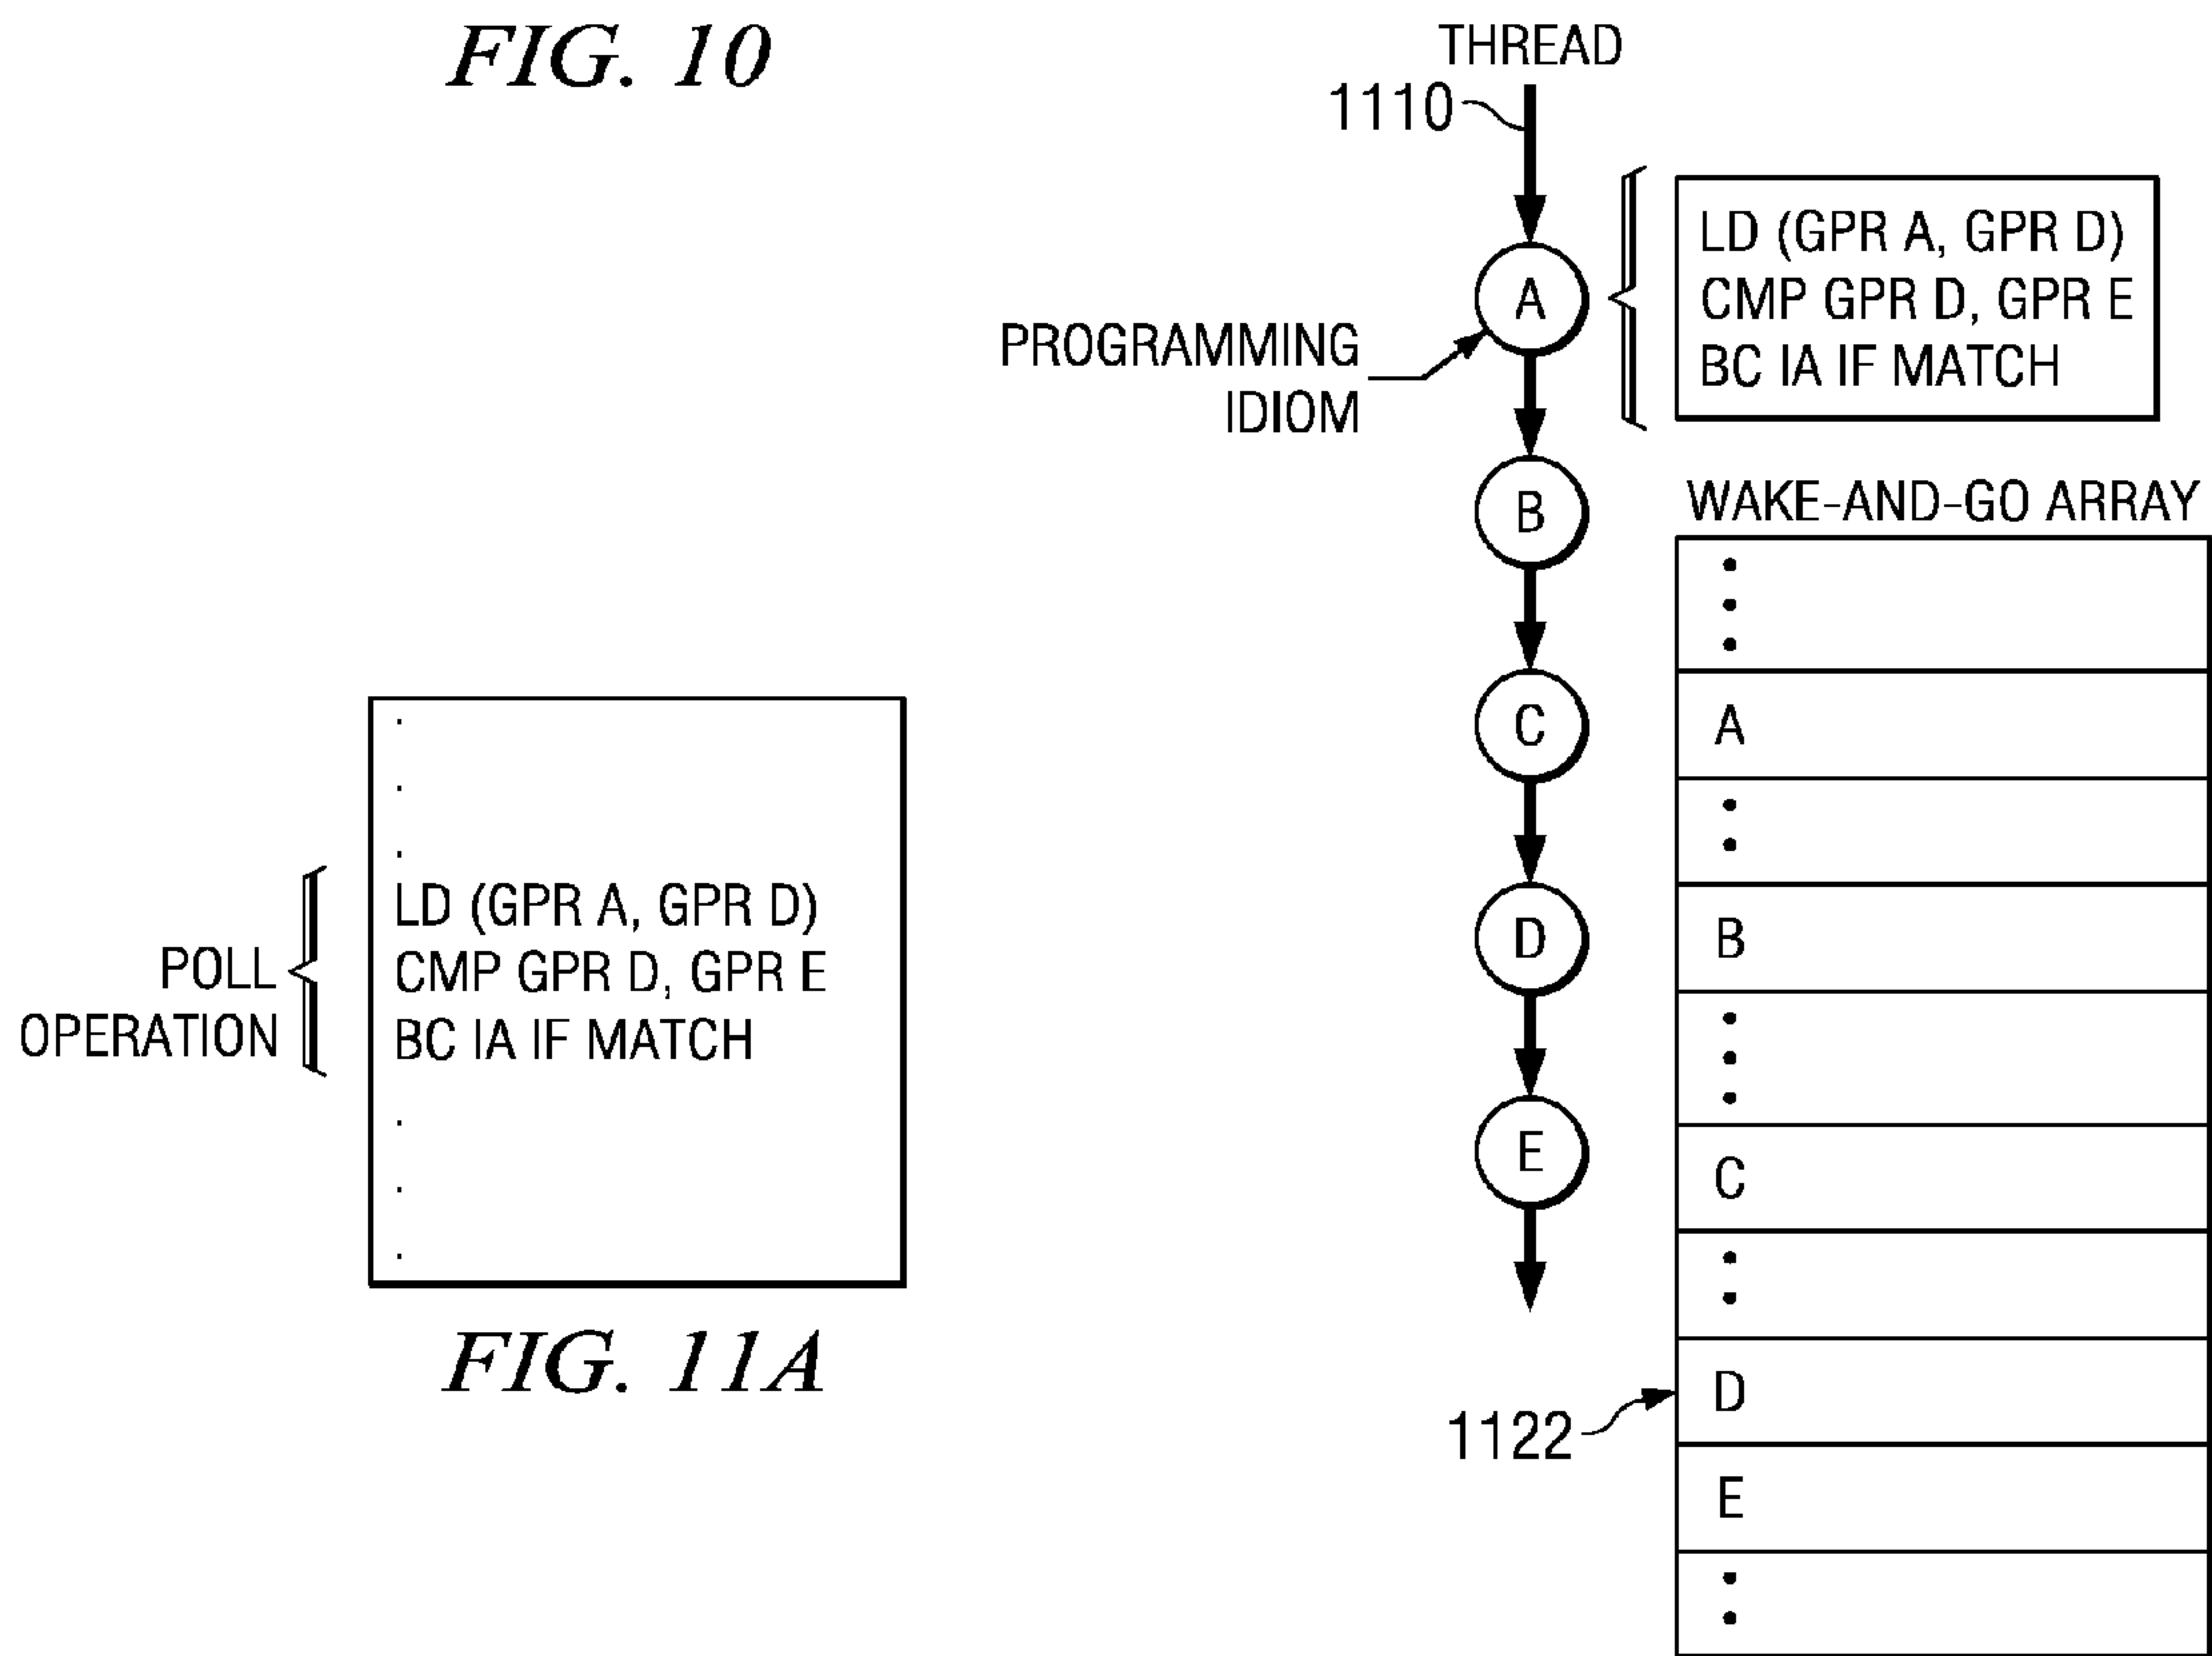 FIG. 10
POLL
OPERATION
.
.
.
LD (GPR A, GPR D)
CMP GPR D, GPR E
BC IA IF MATCH
.
.
.
FIG. 11A
THREAD
1110
PROGRAMMING
IDIOM
A
B
C
D
E
LD (GPR A, GPR D)
CMP GPR D, GPR E
BC IA IF MATCH
WAKE-AND-GO ARRAY
A
B
C
D
E
1122